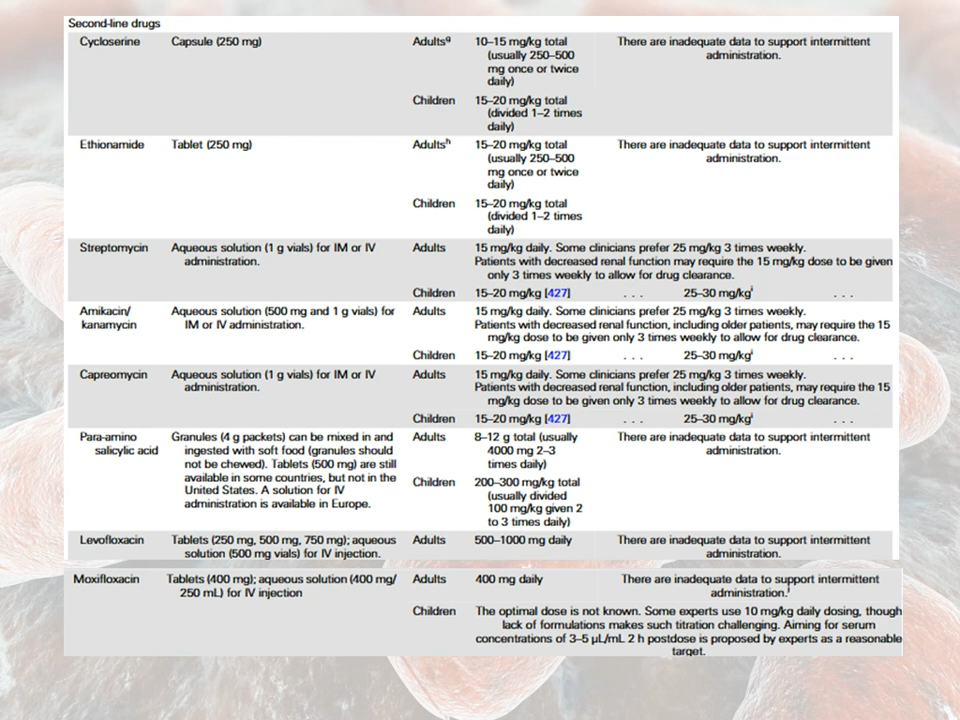 Second-line drugs
Cycloserine Capsule (250 mg) Adultsᵍ 10–15 mg/kg total There are inadequate data to support intermittent
(usually 250–500 administration.
mg once or twice
daily)
Children 15–20 mg/kg total
(divided 1–2 times
daily)
Ethionamide Tablet (250 mg) Adultsʰ 15–20 mg/kg total There are inadequate data to support intermittent
(usually 250–500 administration.
mg once or twice
daily)
Children 15–20 mg/kg total
(divided 1–2 times
daily)
Streptomycin Aqueous solution (1 g vials) for IM or IV Adults 15 mg/kg daily. Some clinicians prefer 25 mg/kg 3 times weekly.
administration. Patients with decreased renal function may require the 15 mg/kg dose to be given
only 3 times weekly to allow for drug clearance.
Children 15–20 mg/kg [427] . . . 25–30 mg/kgⁱ . . .
Amikacin/ Aqueous solution (500 mg and 1 g vials) for Adults 15 mg/kg daily. Some clinicians prefer 25 mg/kg 3 times weekly.
kanamycin IM or IV administration. Patients with decreased renal function, including older patients, may require the 15
mg/kg dose to be given only 3 times weekly to allow for drug clearance.
Children 15–20 mg/kg [427] . . . 25–30 mg/kgⁱ . . .
Capreomycin Aqueous solution (1 g vials) for IM or IV Adults 15 mg/kg daily. Some clinicians prefer 25 mg/kg 3 times weekly.
administration. Patients with decreased renal function, including older patients, may require the 15
mg/kg dose to be given only 3 times weekly to allow for drug clearance.
Children 15–20 mg/kg [427] . . . 25–30 mg/kgⁱ . . .
Para-amino Granules (4 g packets) can be mixed in and Adults 8–12 g total (usually There are inadequate data to support intermittent
salicylic acid ingested with soft food (granules should 4000 mg 2–3 administration.
not be chewed). Tablets (500 mg) are still times daily)
available in some countries, but not in the Children 200–300 mg/kg total
United States. A solution for IV (usually divided
administration is available in Europe. 100 mg/kg given 2
to 3 times daily)
Levofloxacin Tablets (250 mg, 500 mg, 750 mg); aqueous Adults 500–1000 mg daily There are inadequate data to support intermittent
solution (500 mg vials) for IV injection. administration.
Moxifloxacin Tablets (400 mg); aqueous solution (400 mg/ Adults 400 mg daily There are inadequate data to support intermittent
250 mL) for IV injection administration.ʲ
Children The optimal dose is not known. Some experts use 10 mg/kg daily dosing, though
lack of formulations makes such titration challenging. Aiming for serum
concentrations of 3–5 µL/mL 2 h postdose is proposed by experts as a reasonable
target.